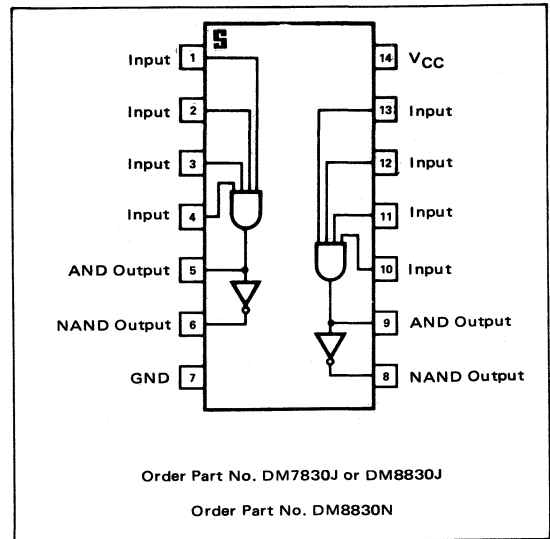 S
Input 1
14 VCC
Input 2
13 Input
Input 3
12 Input
Input 4
11 Input
AND Output 5
10 Input
NAND Output 6
9 AND Output
GND 7
8 NAND Output
Order Part No. DM7830J or DM8830J
Order Part No. DM8830N